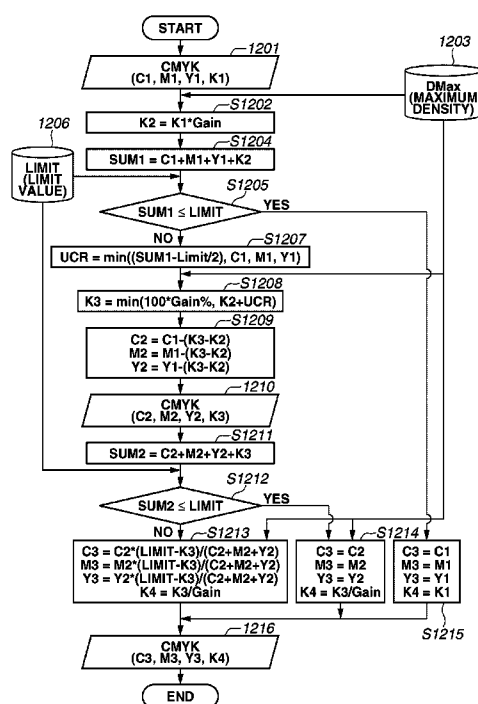 START
1201
CMYK
(C1, M1, Y1, K1)
1203
DMax
(MAXIMUM
DENSITY)
S1202
K2 = K1*Gain
1206
LIMIT
(LIMIT
VALUE)
S1204
SUM1 = C1+M1+Y1+K2
S1205
SUM1 ≤ LIMIT
YES
NO
S1207
UCR = min((SUM1-Limit/2), C1, M1, Y1)
S1208
K3 = min(100*Gain%, K2+UCR)
S1209
C2 = C1-(K3-K2)
M2 = M1-(K3-K2)
Y2 = Y1-(K3-K2)
1210
CMYK
(C2, M2, Y2, K3)
S1211
SUM2 = C2+M2+Y2+K3
S1212
SUM2 ≤ LIMIT
YES
NO
S1213
C3 = C2*(LIMIT-K3)/(C2+M2+Y2)
M3 = M2*(LIMIT-K3)/(C2+M2+Y2)
Y3 = Y2*(LIMIT-K3)/(C2+M2+Y2)
K4 = K3/Gain
S1214
C3 = C2
M3 = M2
Y3 = Y2
K4 = K3/Gain
C3 = C1
M3 = M1
Y3 = Y1
K4 = K1
S1215
1216
CMYK
(C3, M3, Y3, K4)
END